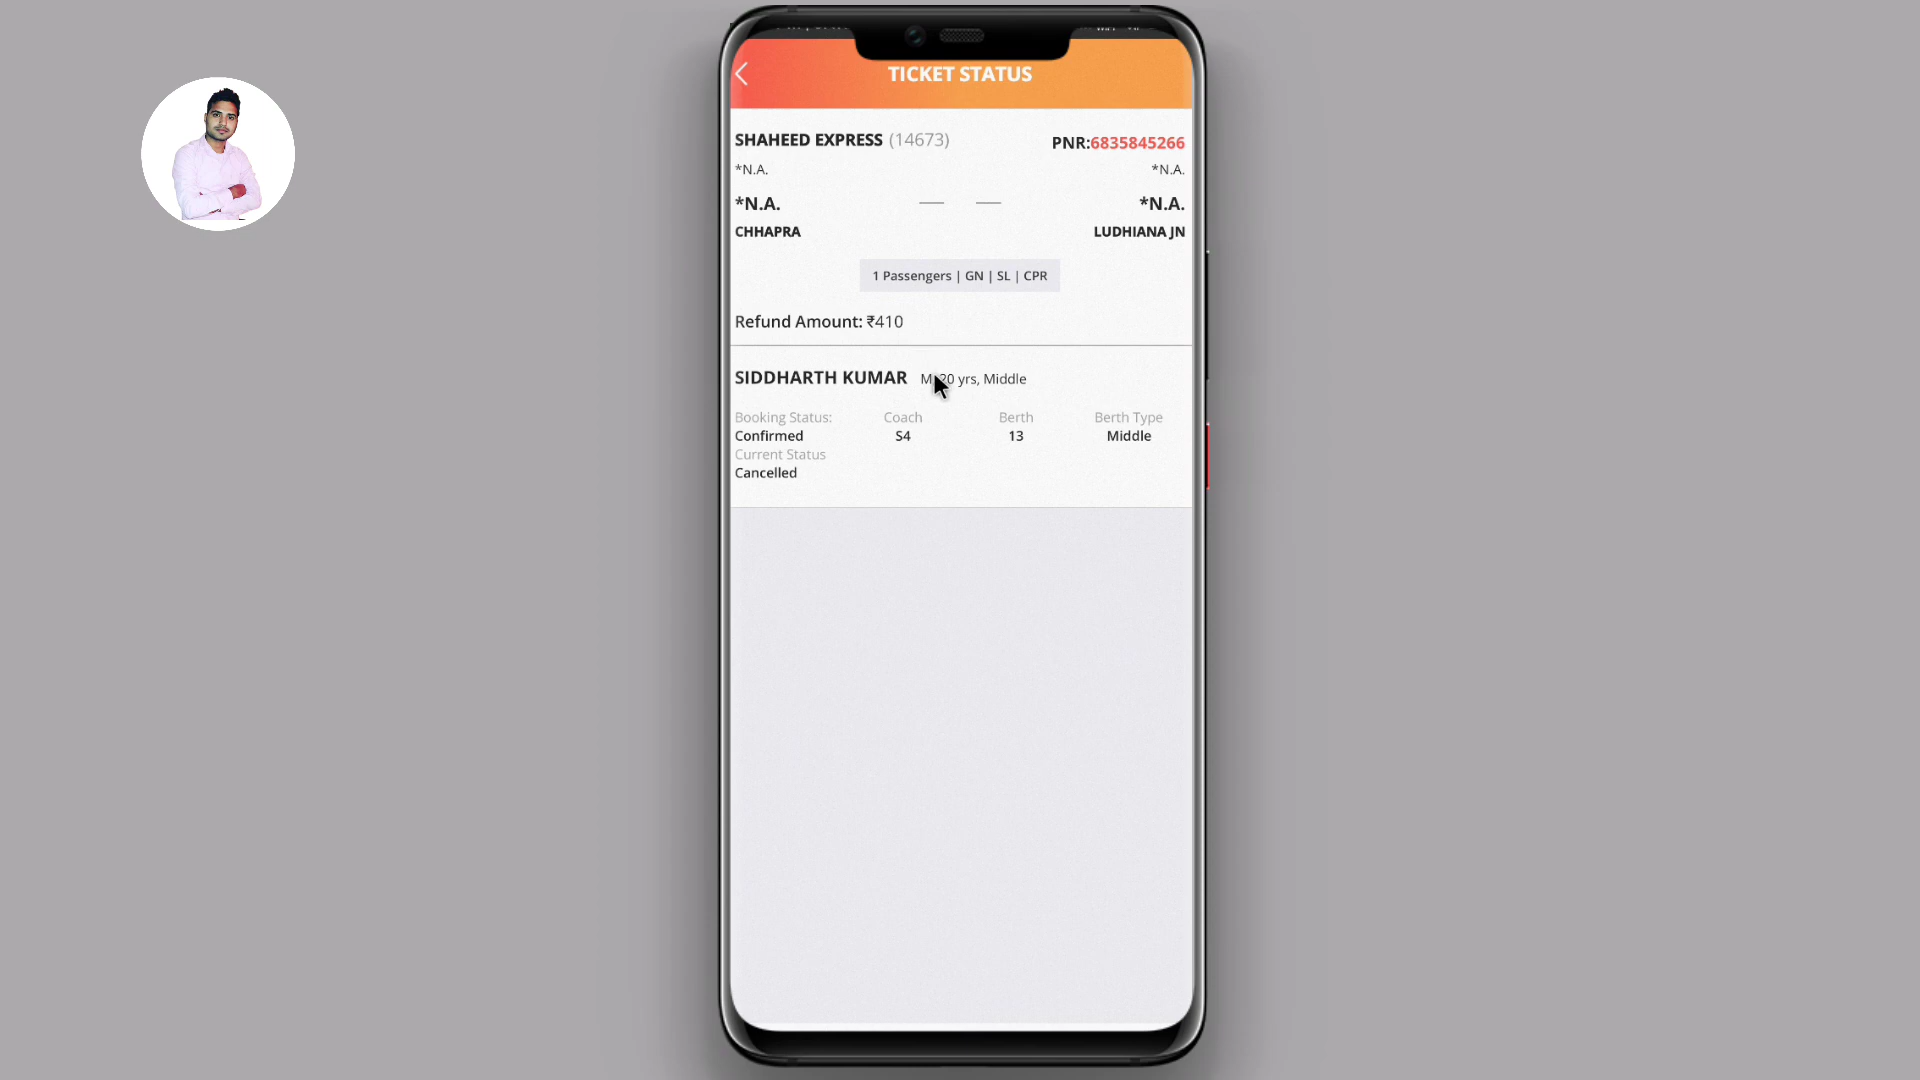 TICKET STATUS
SHAHEED EXPRESS (14673) PNR:6835845266
*N.A. *N.A.
*N.A. *N.A.
CHHAPRA LUDHIANA JN
1 Passengers | GN | SL | CPR
Refund Amount: ₹410
SIDDHARTH KUMAR M, 20 yrs, Middle
Booking Status: Coach Berth Berth Type
Confirmed S4 13 Middle
Current Status
Cancelled